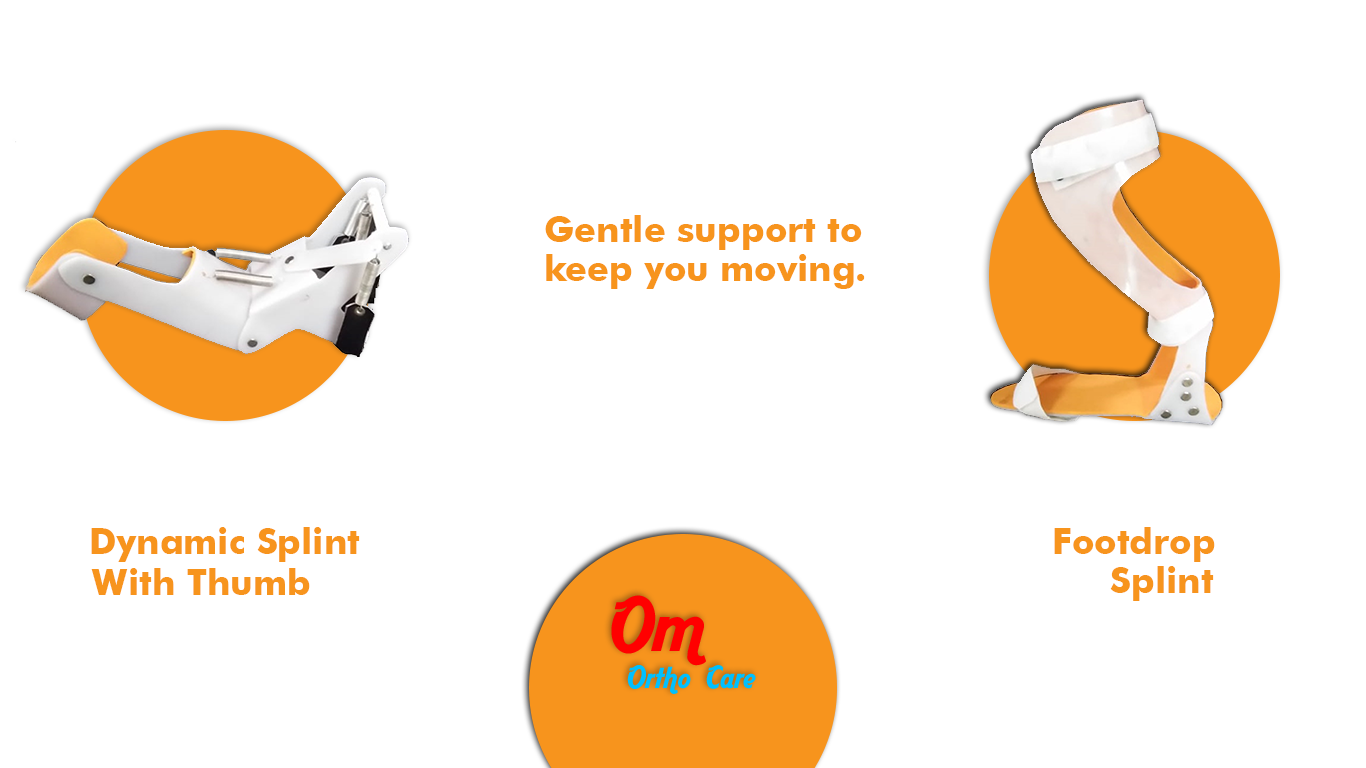 Gentle support to
keep you moving.
Dynamic Splint
With Thumb
Footdrop
Splint
Om
Ortho Care